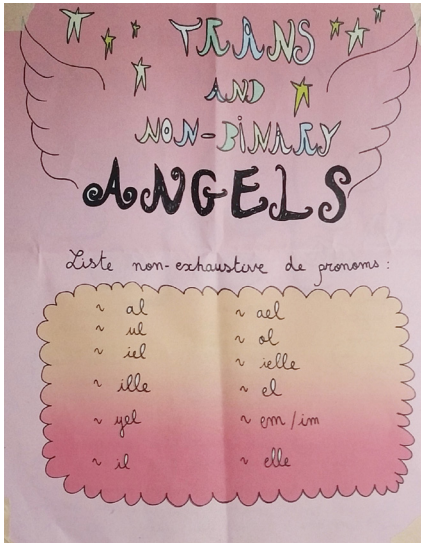 TRANS
AND
NON-BINARY
ANGELS
Liste non-exhaustive de pronoms :
~ al
~ ul
~ iel
~ ille
~ yel
~ il
~ ael
~ ol
~ ielle
~ el
~ em/im
~ elle